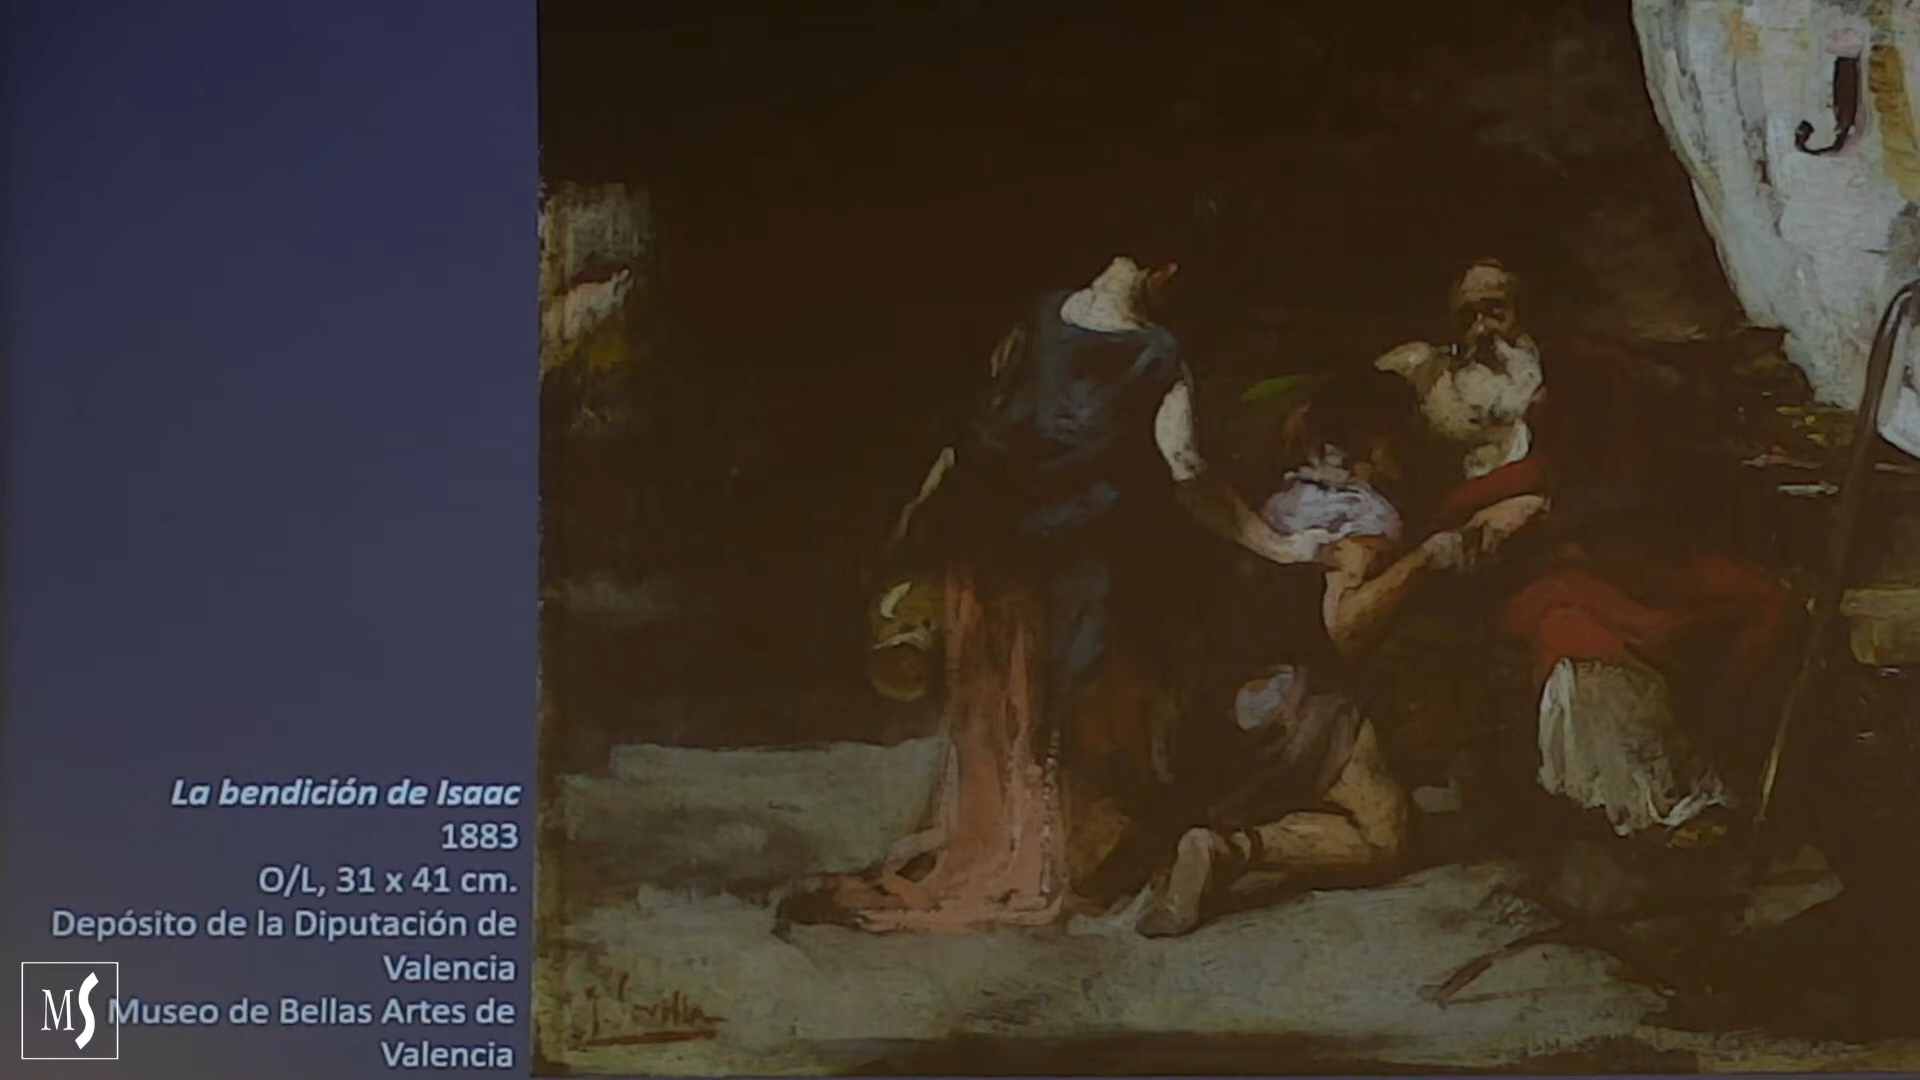 La bendición de Isaac
1883
O/L, 31 x 41 cm.
Depósito de la Diputación de
Valencia
Museo de Bellas Artes de
Valencia
MS
J. Sevilla